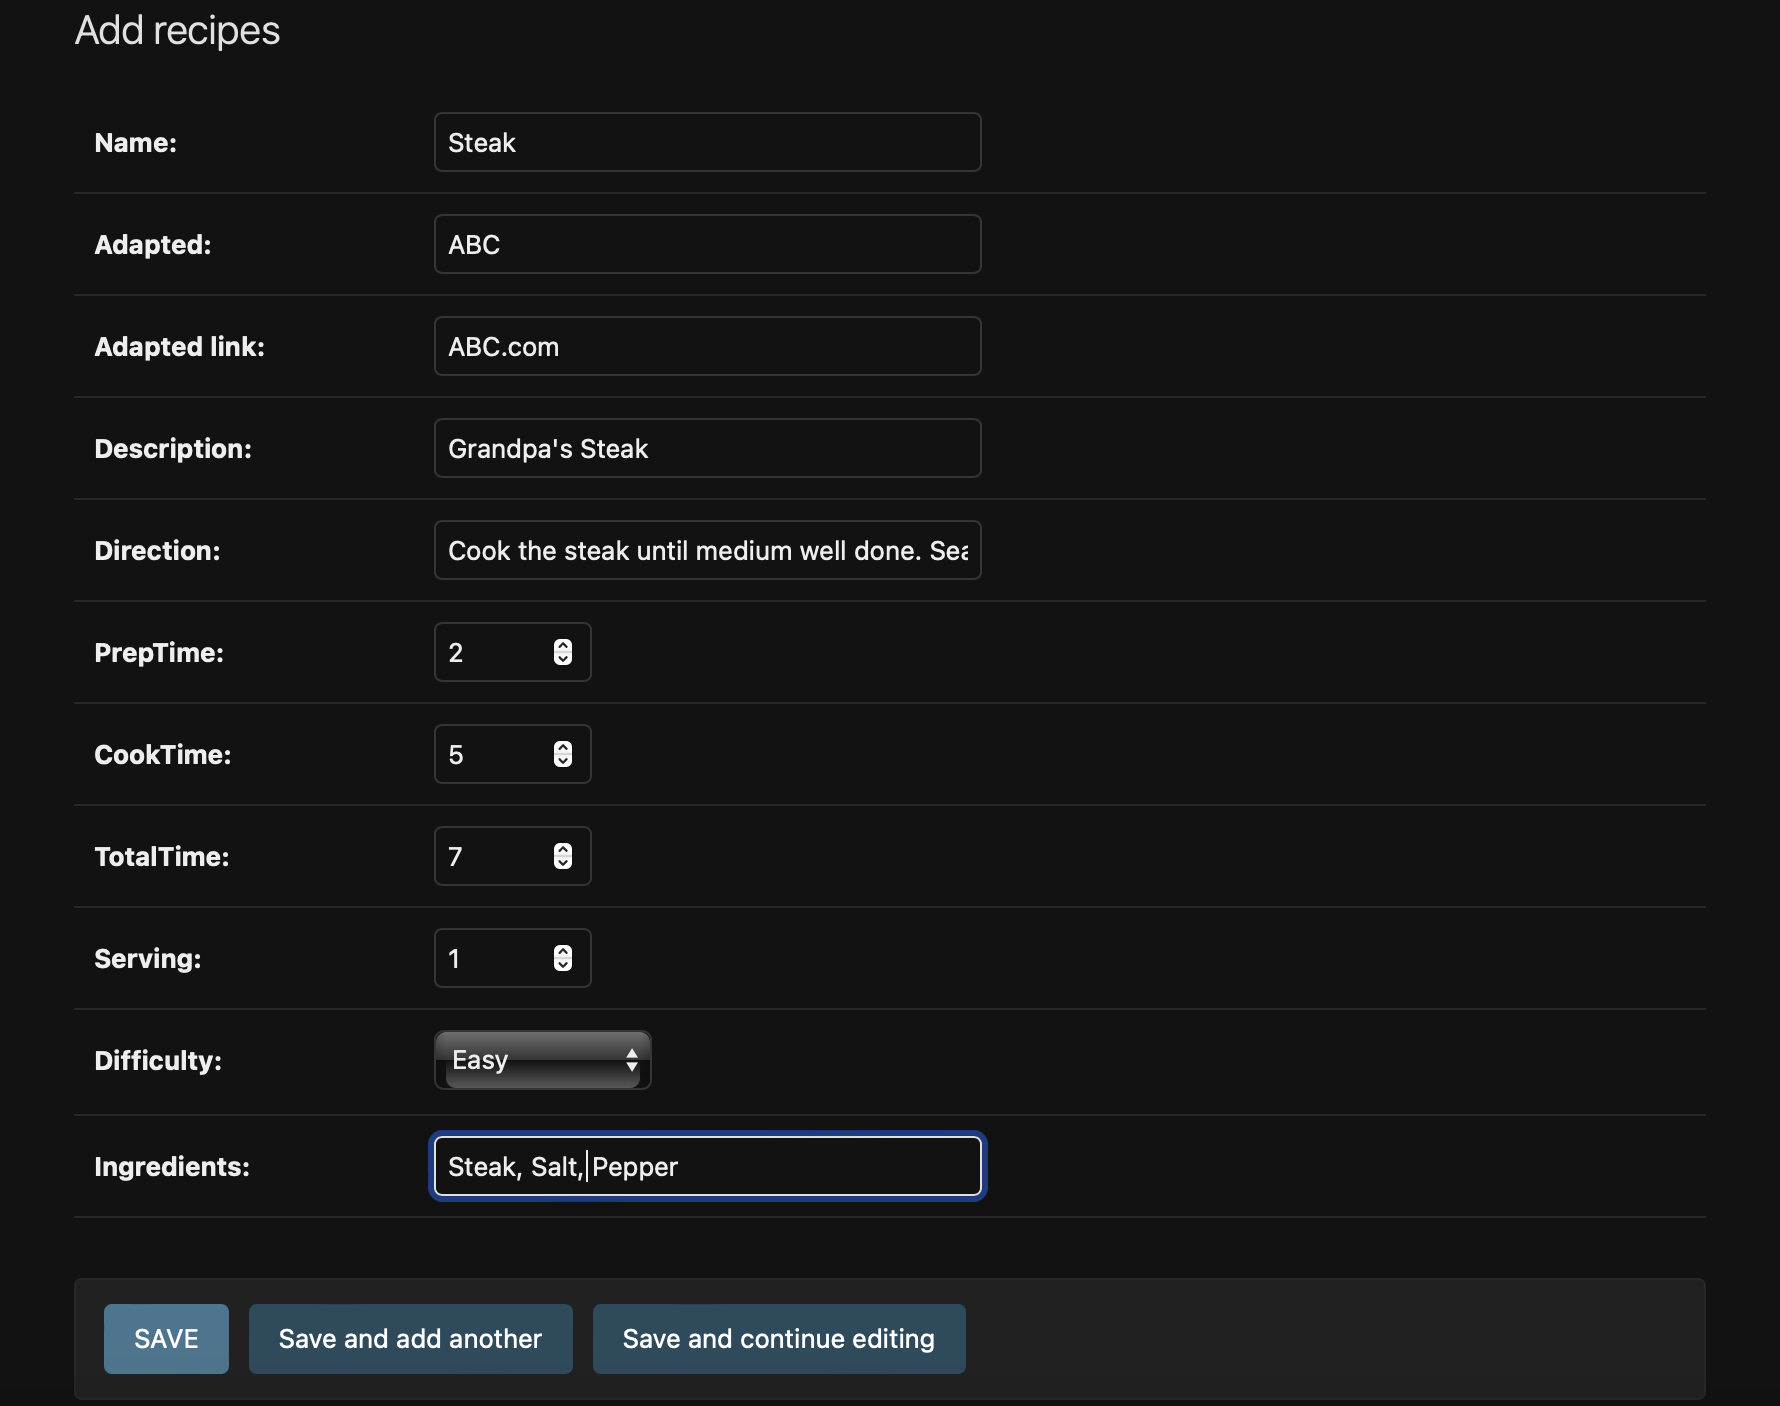 Add recipes
Name: Steak
Adapted: ABC
Adapted link: ABC.com
Description: Grandpa's Steak
Direction: Cook the steak until medium well done.
PrepTime: 2
CookTime: 5
TotalTime: 7
Serving: 1
Difficulty: Easy
Ingredients: Steak, Salt, Pepper
SAVE Save and add another Save and continue editing